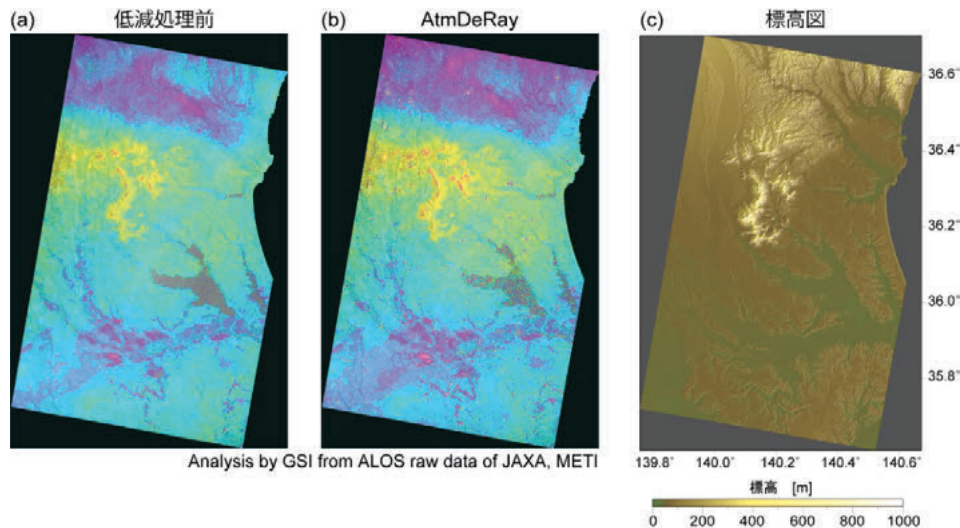 (a) 低減処理前
(b) AtmDeRay
(c) 標高図
36.6°
36.4°
36.2°
36.0°
35.8°
139.8° 140.0° 140.2° 140.4° 140.6°
Analysis by GSI from ALOS raw data of JAXA, METI
標高 [m]
0 200 400 600 800 1000